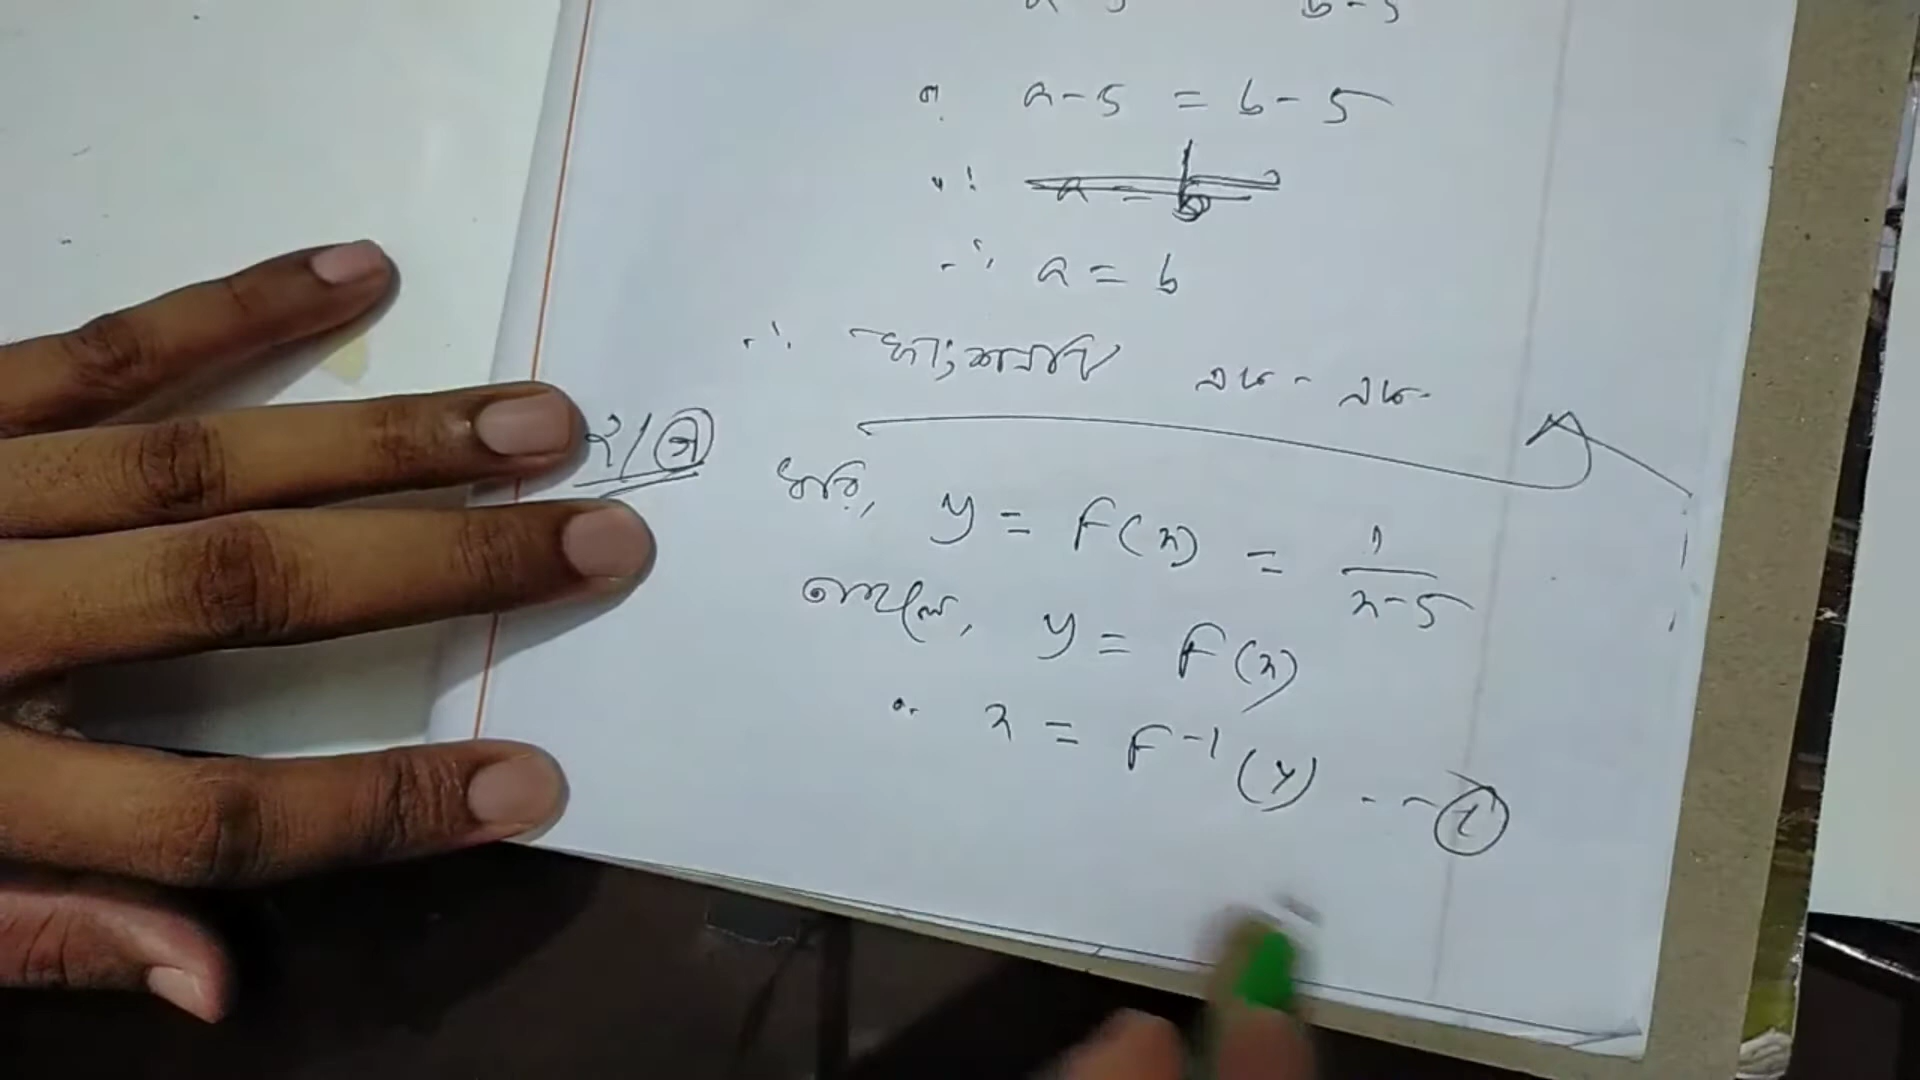 a-5 = b-5
∴ a = b
∴ ফাংশনটি এক-এক
২/(গ)
ধরি, y = F(x) = 1/(x-5)
তাহলে, y = F(x)
∴ x = F⁻¹(y) --- (i)